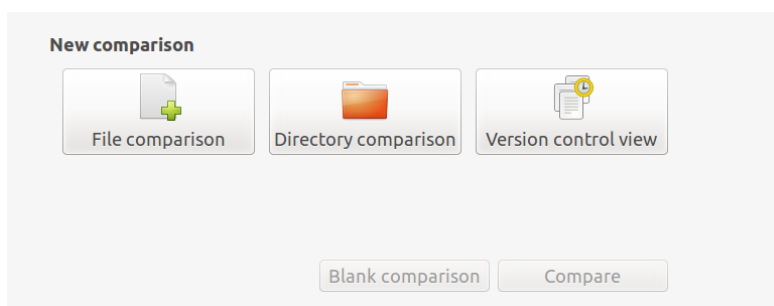 New comparison
File comparison
Directory comparison
Version control view
Blank comparison
Compare